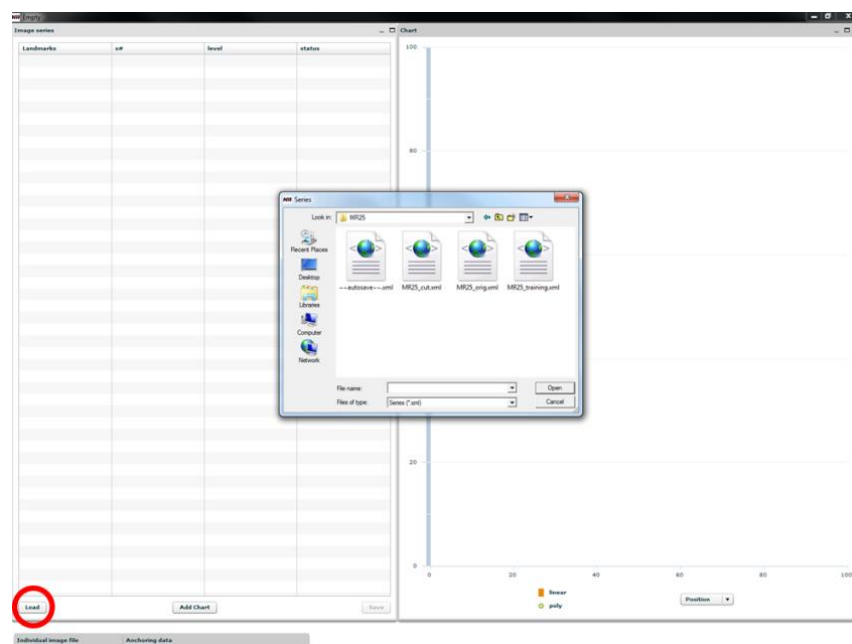 Empty
Image series
Chart
Landmarks s# level status
100
80
Series
Look in: MR25
Recent Places
Desktop
Libraries
Computer
Network
~~autosave~~.xml MR25_cut.xml MR25_orig.xml MR25_training.xml
File name: Open
Files of type: Series (*.xml) Cancel
20
0
0 20 40 60 80 100
linear
poly
Position
Load Add Chart Save
Individual image file Anchoring data